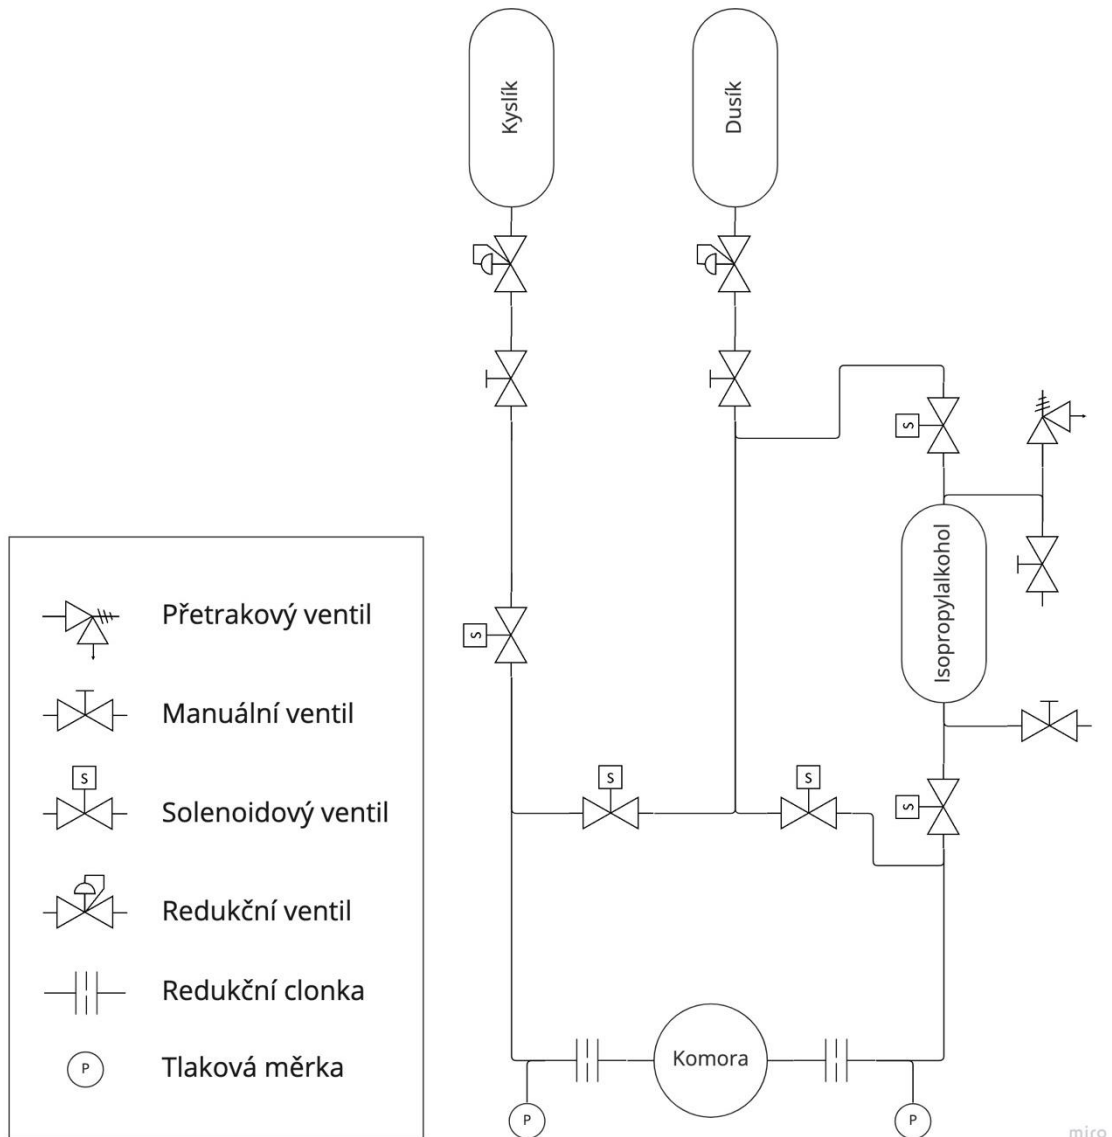 Kyslík
Dusík
S
Isopropylalkohol
S
S
S
S
Komora
P
P
Přetrakový ventil
Manuální ventil
S
Solenoidový ventil
Redukční ventil
Redukční clonka
P
Tlaková měrka
miro